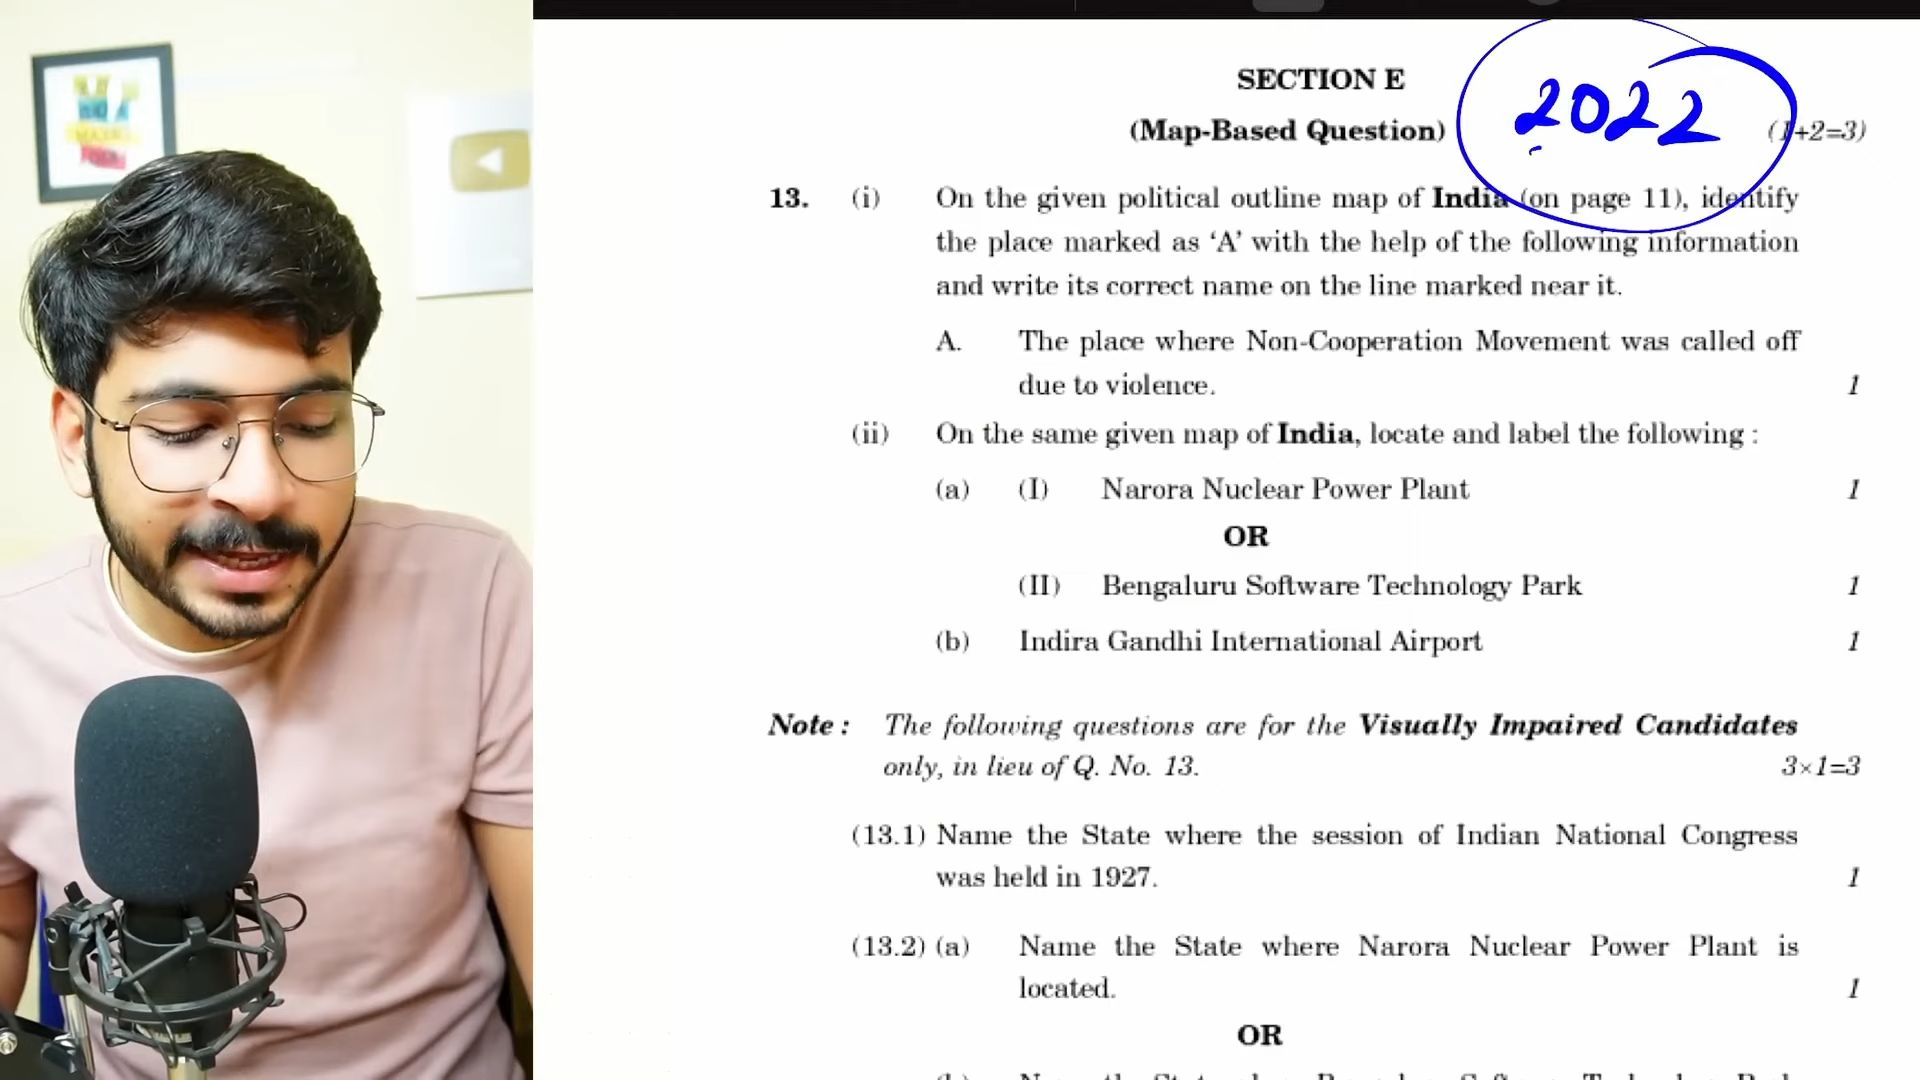 SECTION E
2022
(Map-Based Question) (1+2=3)
13. (i) On the given political outline map of India (on page 11), identify
the place marked as ‘A’ with the help of the following information
and write its correct name on the line marked near it.
A. The place where Non-Cooperation Movement was called off
due to violence. 1
(ii) On the same given map of India, locate and label the following :
(a) (I) Narora Nuclear Power Plant 1
OR
(II) Bengaluru Software Technology Park 1
(b) Indira Gandhi International Airport 1
Note : The following questions are for the Visually Impaired Candidates
only, in lieu of Q. No. 13. 3×1=3
(13.1) Name the State where the session of Indian National Congress
was held in 1927. 1
(13.2) (a) Name the State where Narora Nuclear Power Plant is
located. 1
OR